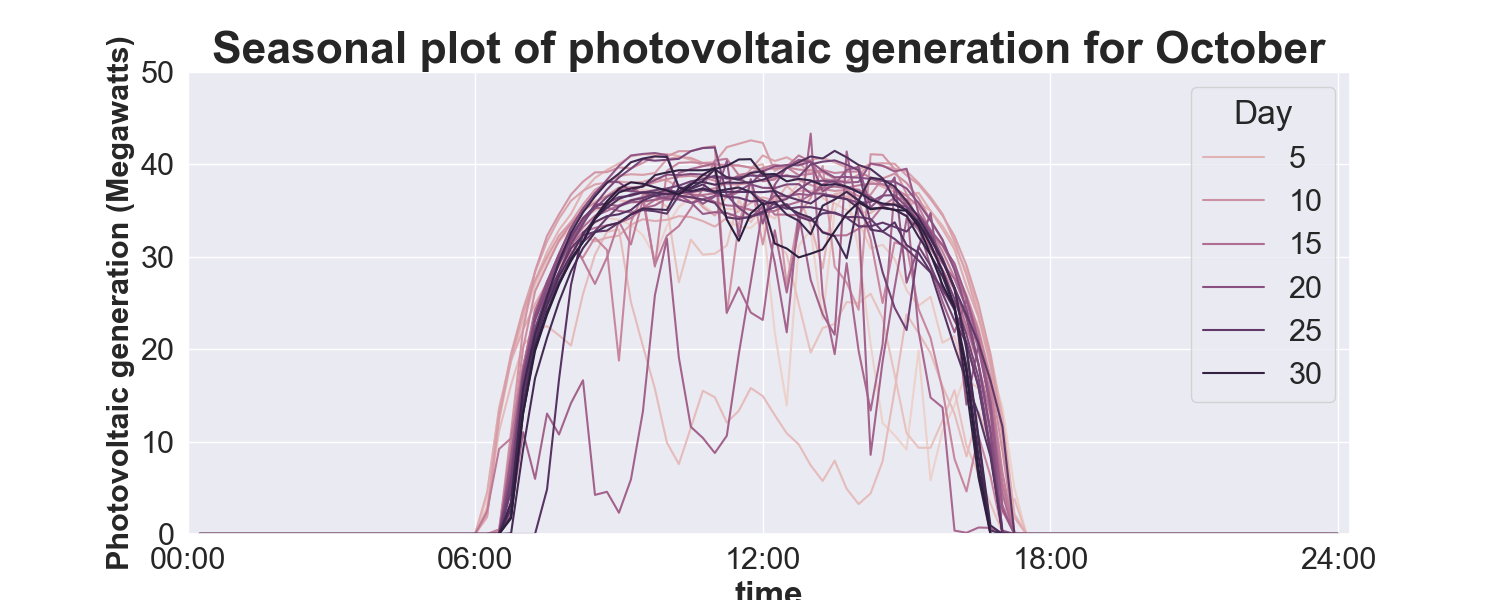 Seasonal plot of photovoltaic generation for October
Photovoltaic generation (Megawatts)
50
40
30
20
10
0
Day
5
10
15
20
25
30
00:00 06:00 12:00 18:00 24:00
time